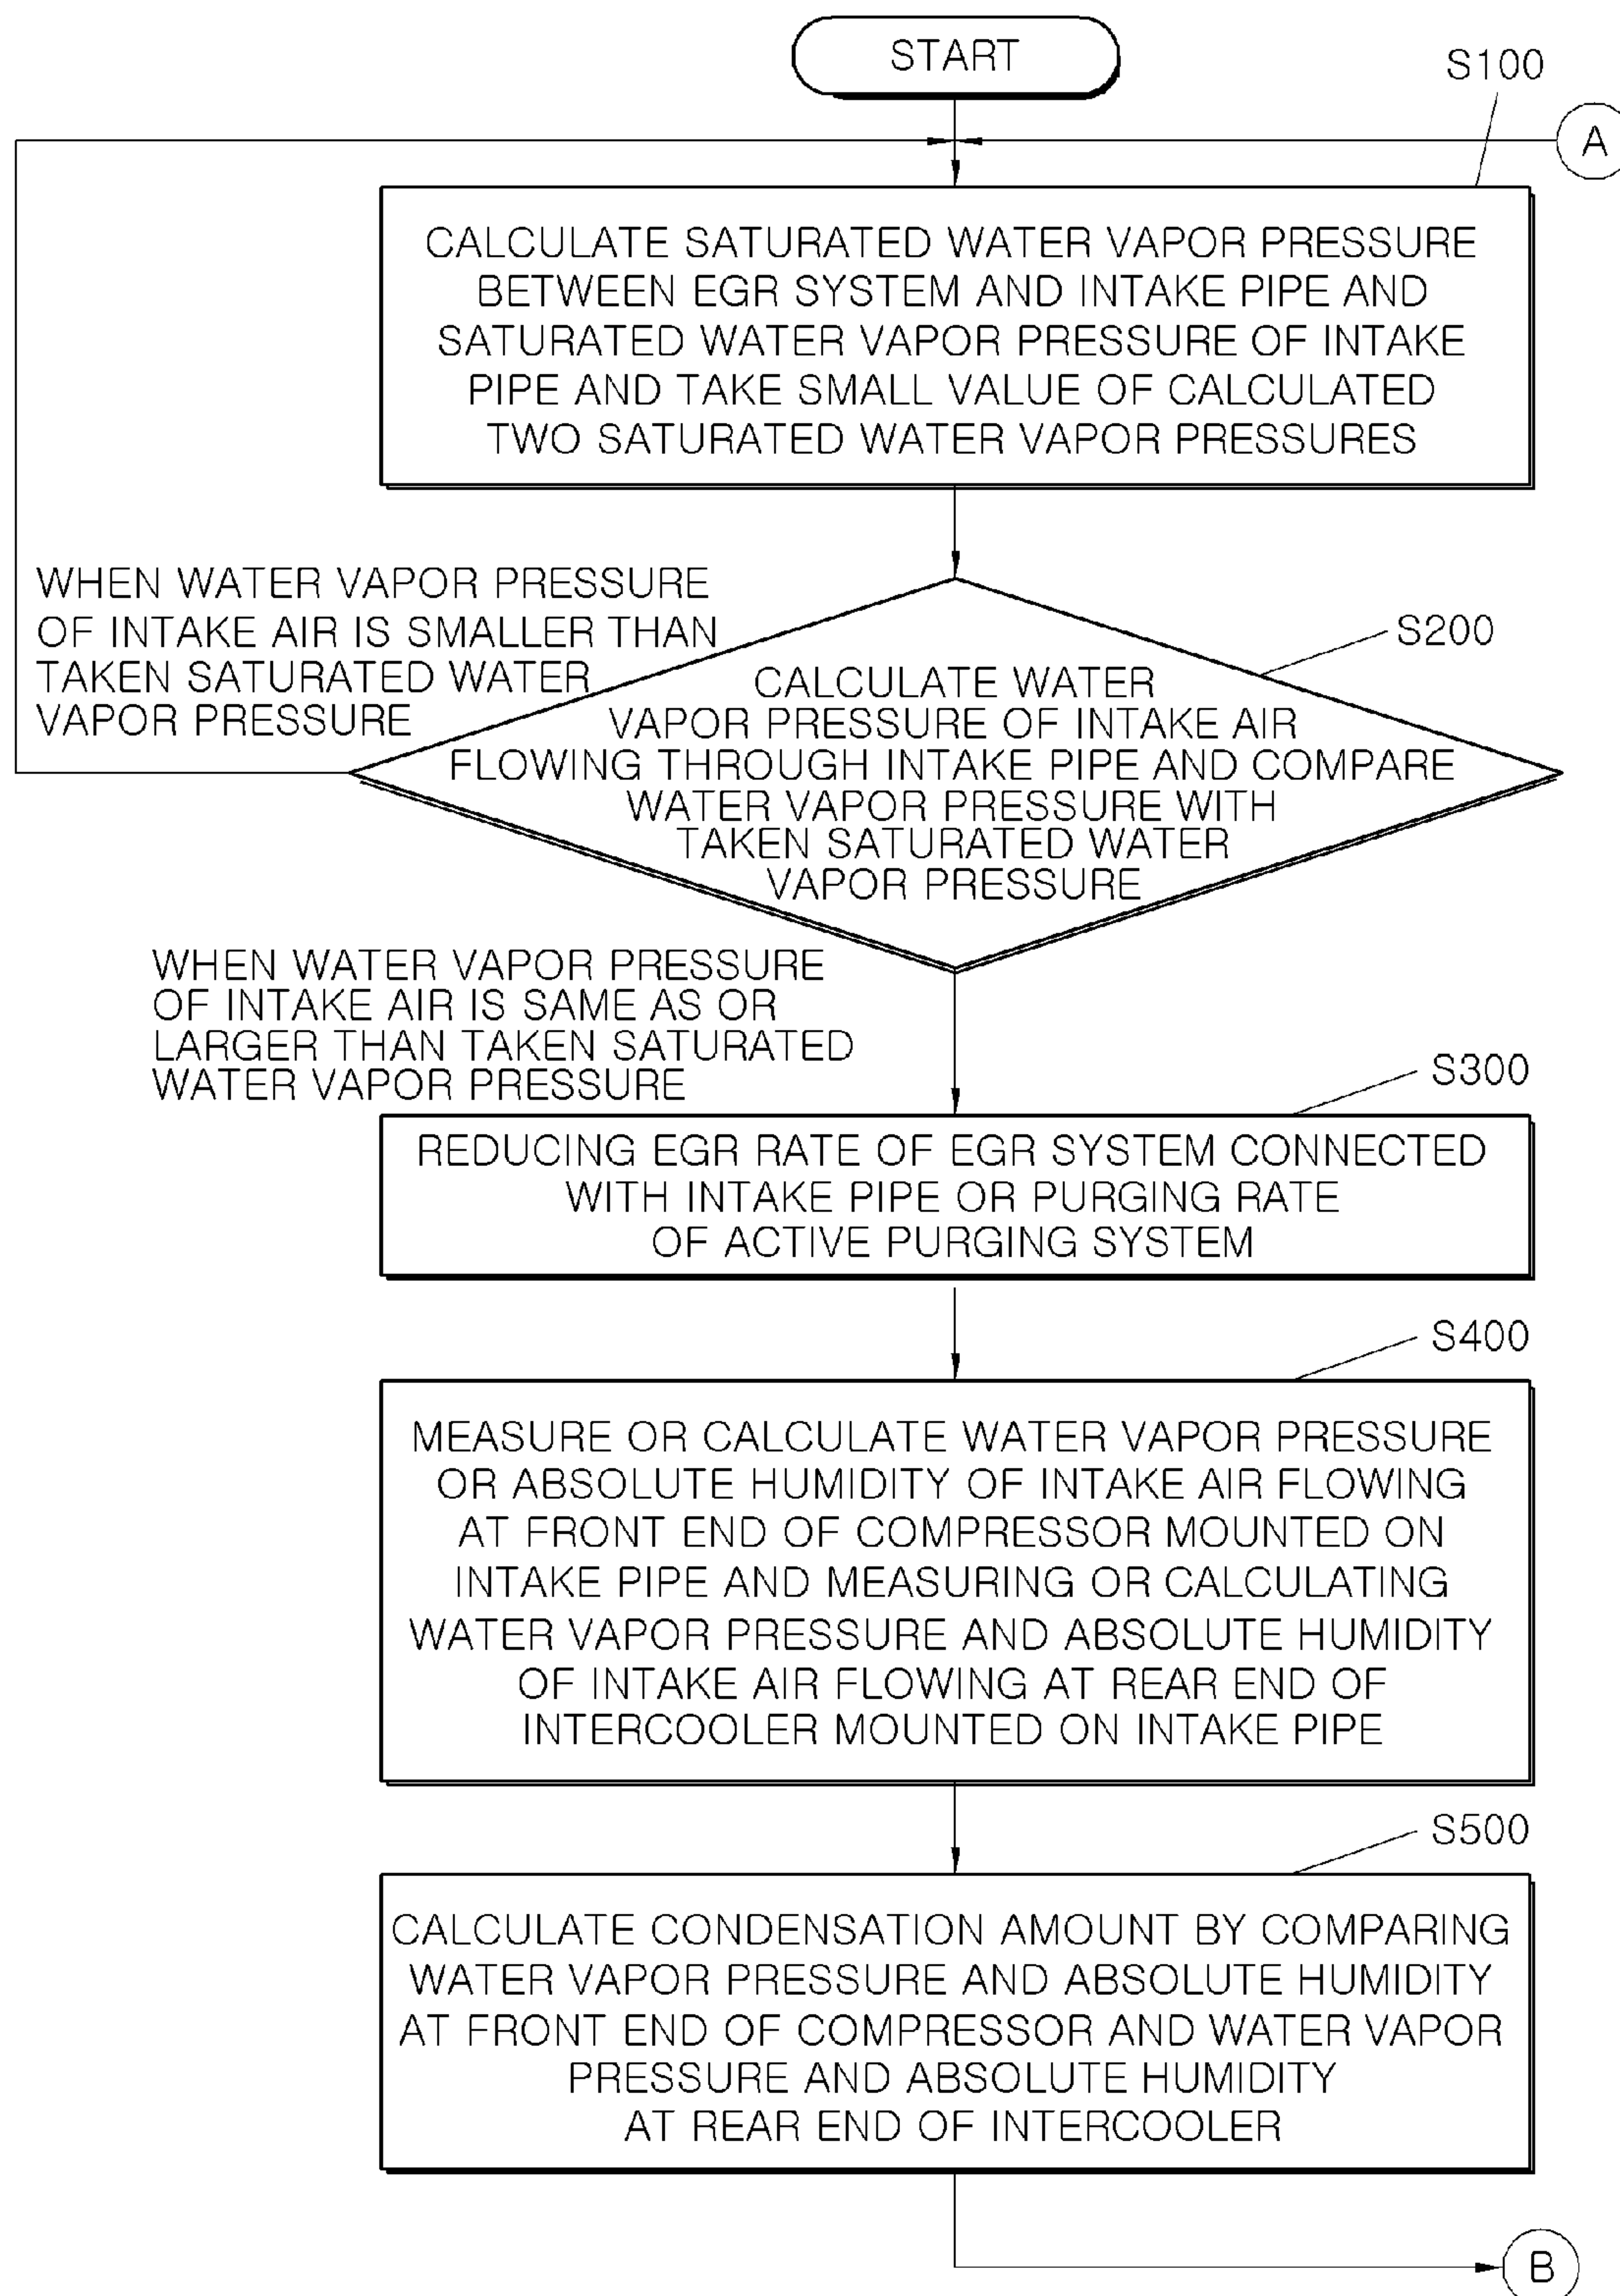 START
S100
A
CALCULATE SATURATED WATER VAPOR PRESSURE
BETWEEN EGR SYSTEM AND INTAKE PIPE AND
SATURATED WATER VAPOR PRESSURE OF INTAKE
PIPE AND TAKE SMALL VALUE OF CALCULATED
TWO SATURATED WATER VAPOR PRESSURES
WHEN WATER VAPOR PRESSURE
OF INTAKE AIR IS SMALLER THAN
TAKEN SATURATED WATER
VAPOR PRESSURE
S200
CALCULATE WATER
VAPOR PRESSURE OF INTAKE AIR
FLOWING THROUGH INTAKE PIPE AND COMPARE
WATER VAPOR PRESSURE WITH
TAKEN SATURATED WATER
VAPOR PRESSURE
WHEN WATER VAPOR PRESSURE
OF INTAKE AIR IS SAME AS OR
LARGER THAN TAKEN SATURATED
WATER VAPOR PRESSURE
S300
REDUCING EGR RATE OF EGR SYSTEM CONNECTED
WITH INTAKE PIPE OR PURGING RATE
OF ACTIVE PURGING SYSTEM
S400
MEASURE OR CALCULATE WATER VAPOR PRESSURE
OR ABSOLUTE HUMIDITY OF INTAKE AIR FLOWING
AT FRONT END OF COMPRESSOR MOUNTED ON
INTAKE PIPE AND MEASURING OR CALCULATING
WATER VAPOR PRESSURE AND ABSOLUTE HUMIDITY
OF INTAKE AIR FLOWING AT REAR END OF
INTERCOOLER MOUNTED ON INTAKE PIPE
S500
CALCULATE CONDENSATION AMOUNT BY COMPARING
WATER VAPOR PRESSURE AND ABSOLUTE HUMIDITY
AT FRONT END OF COMPRESSOR AND WATER VAPOR
PRESSURE AND ABSOLUTE HUMIDITY
AT REAR END OF INTERCOOLER
B